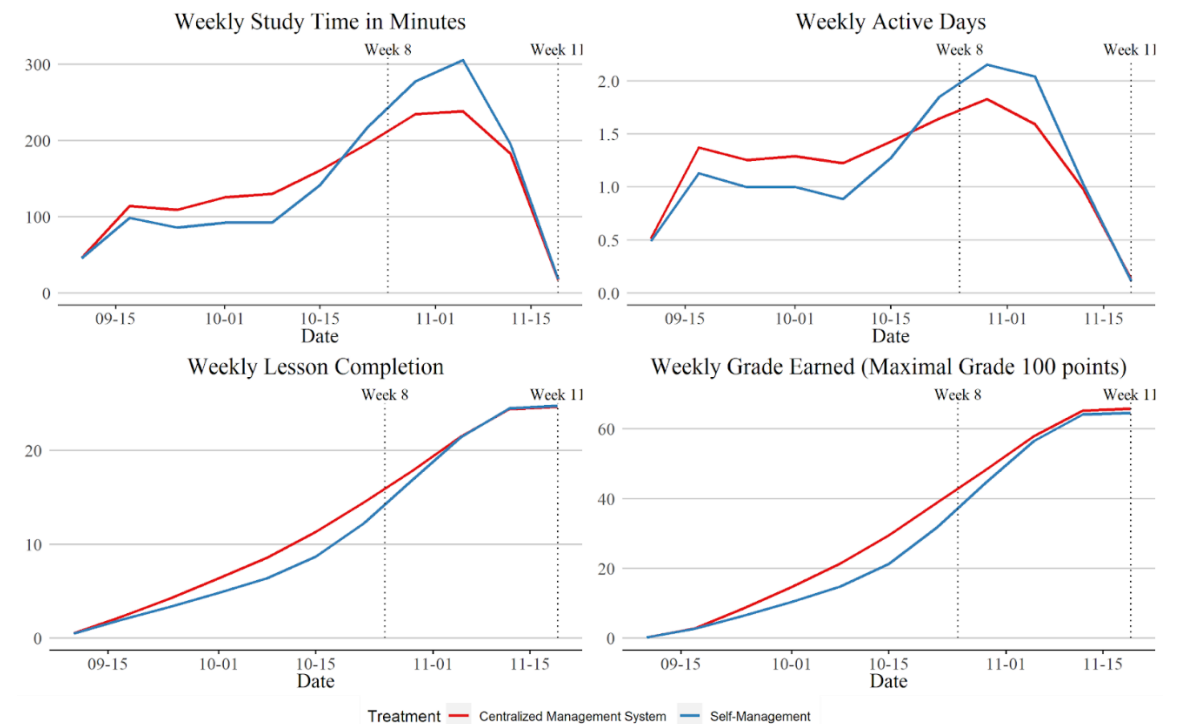 Weekly Study Time in Minutes
Week 8
Week 11
300
200
100
0
09-15
10-01
10-15
11-01
11-15
Date
Weekly Active Days
Week 8
Week 11
2.0
1.5
1.0
0.5
0.0
09-15
10-01
10-15
11-01
11-15
Date
Weekly Lesson Completion
Week 8
Week 11
20
10
0
09-15
10-01
10-15
11-01
11-15
Date
Weekly Grade Earned (Maximal Grade 100 points)
Week 8
Week 11
60
40
20
0
09-15
10-01
10-15
11-01
11-15
Date
Treatment Centralized Management System Self-Management